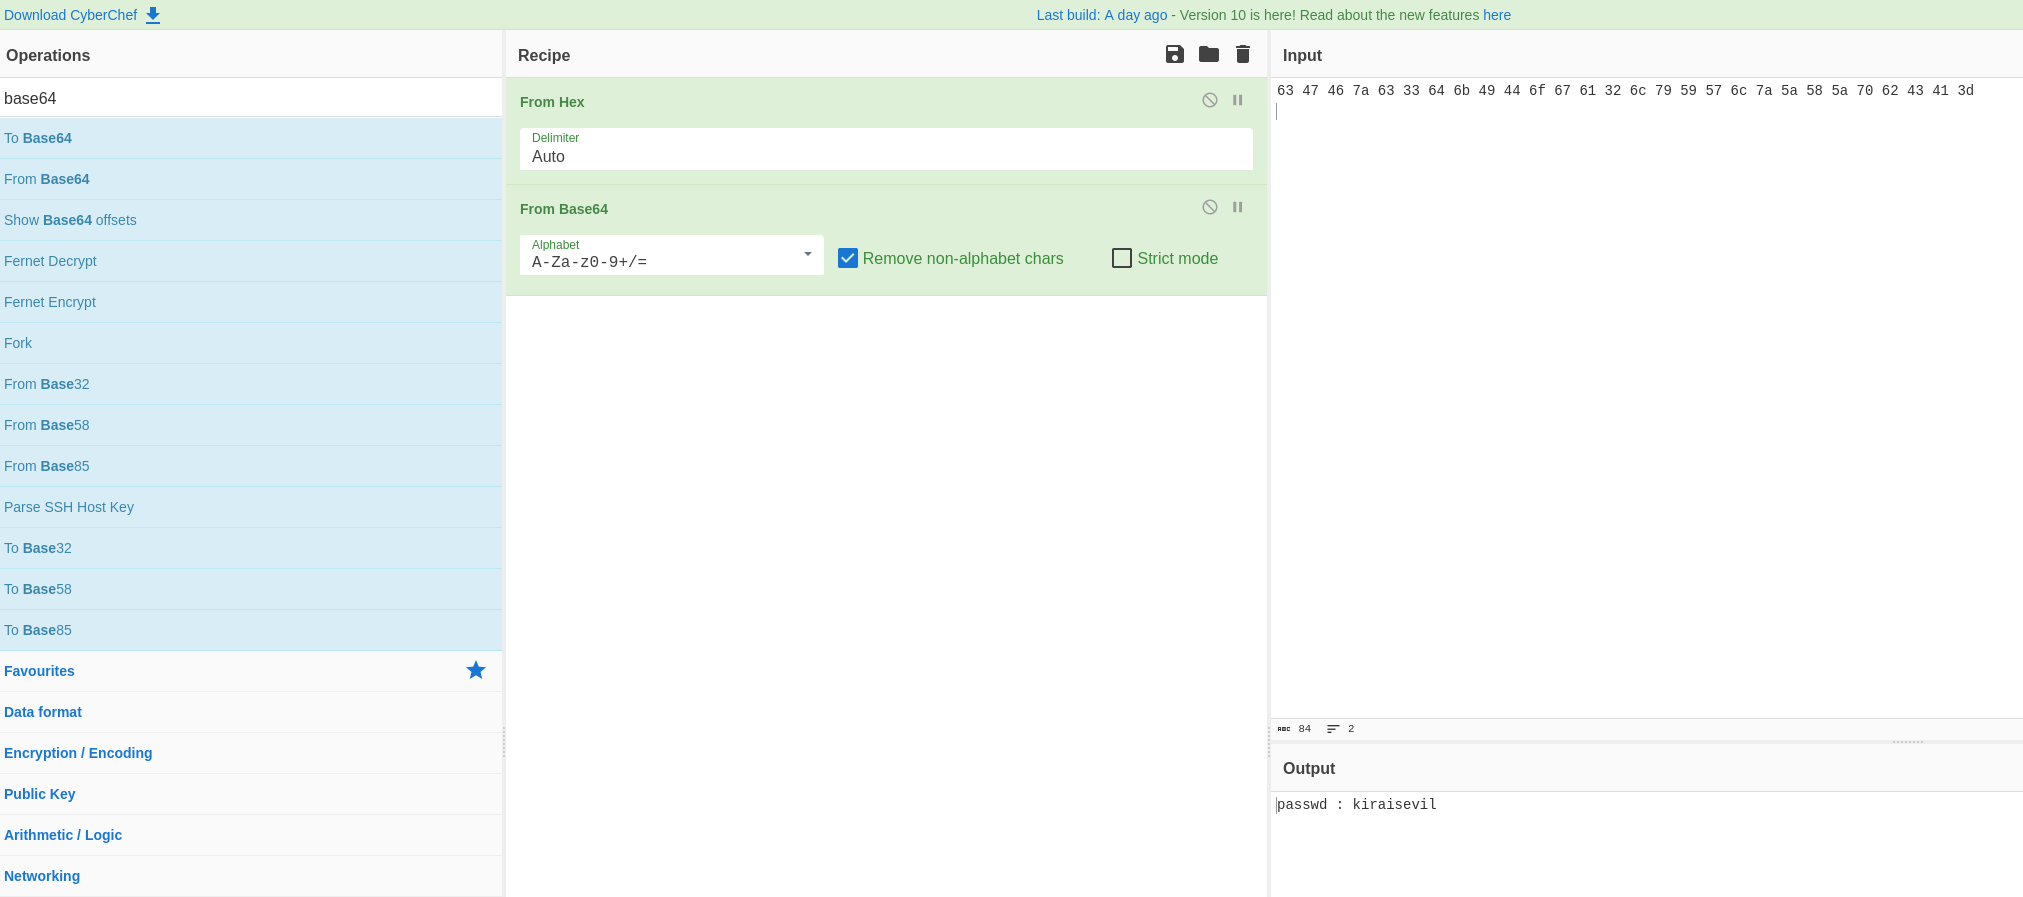 Download CyberChef
Last build: A day ago - Version 10 is here! Read about the new features here
Operations
base64
To Base64
From Base64
Show Base64 offsets
Fernet Decrypt
Fernet Encrypt
Fork
From Base32
From Base58
From Base85
Parse SSH Host Key
To Base32
To Base58
To Base85
Favourites
Data format
Encryption / Encoding
Public Key
Arithmetic / Logic
Networking
Recipe
From Hex
Delimiter
Auto
From Base64
Alphabet
A-Za-z0-9+/=
Remove non-alphabet chars
Strict mode
Input
63 47 46 7a 63 33 64 6b 49 44 6f 67 61 32 6c 79 59 57 6c 7a 5a 58 5a 70 62 43 41 3d
ABC 84 2
Output
passwd : kiraisevil